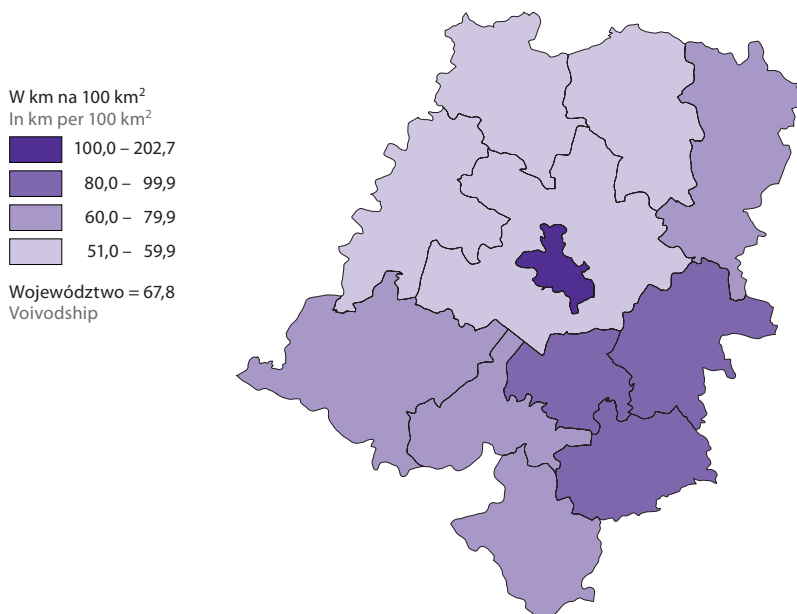 W km na 100 km²
In km per 100 km²
100,0 – 202,7
80,0 – 99,9
60,0 – 79,9
51,0 – 59,9
Województwo = 67,8
Voivodship